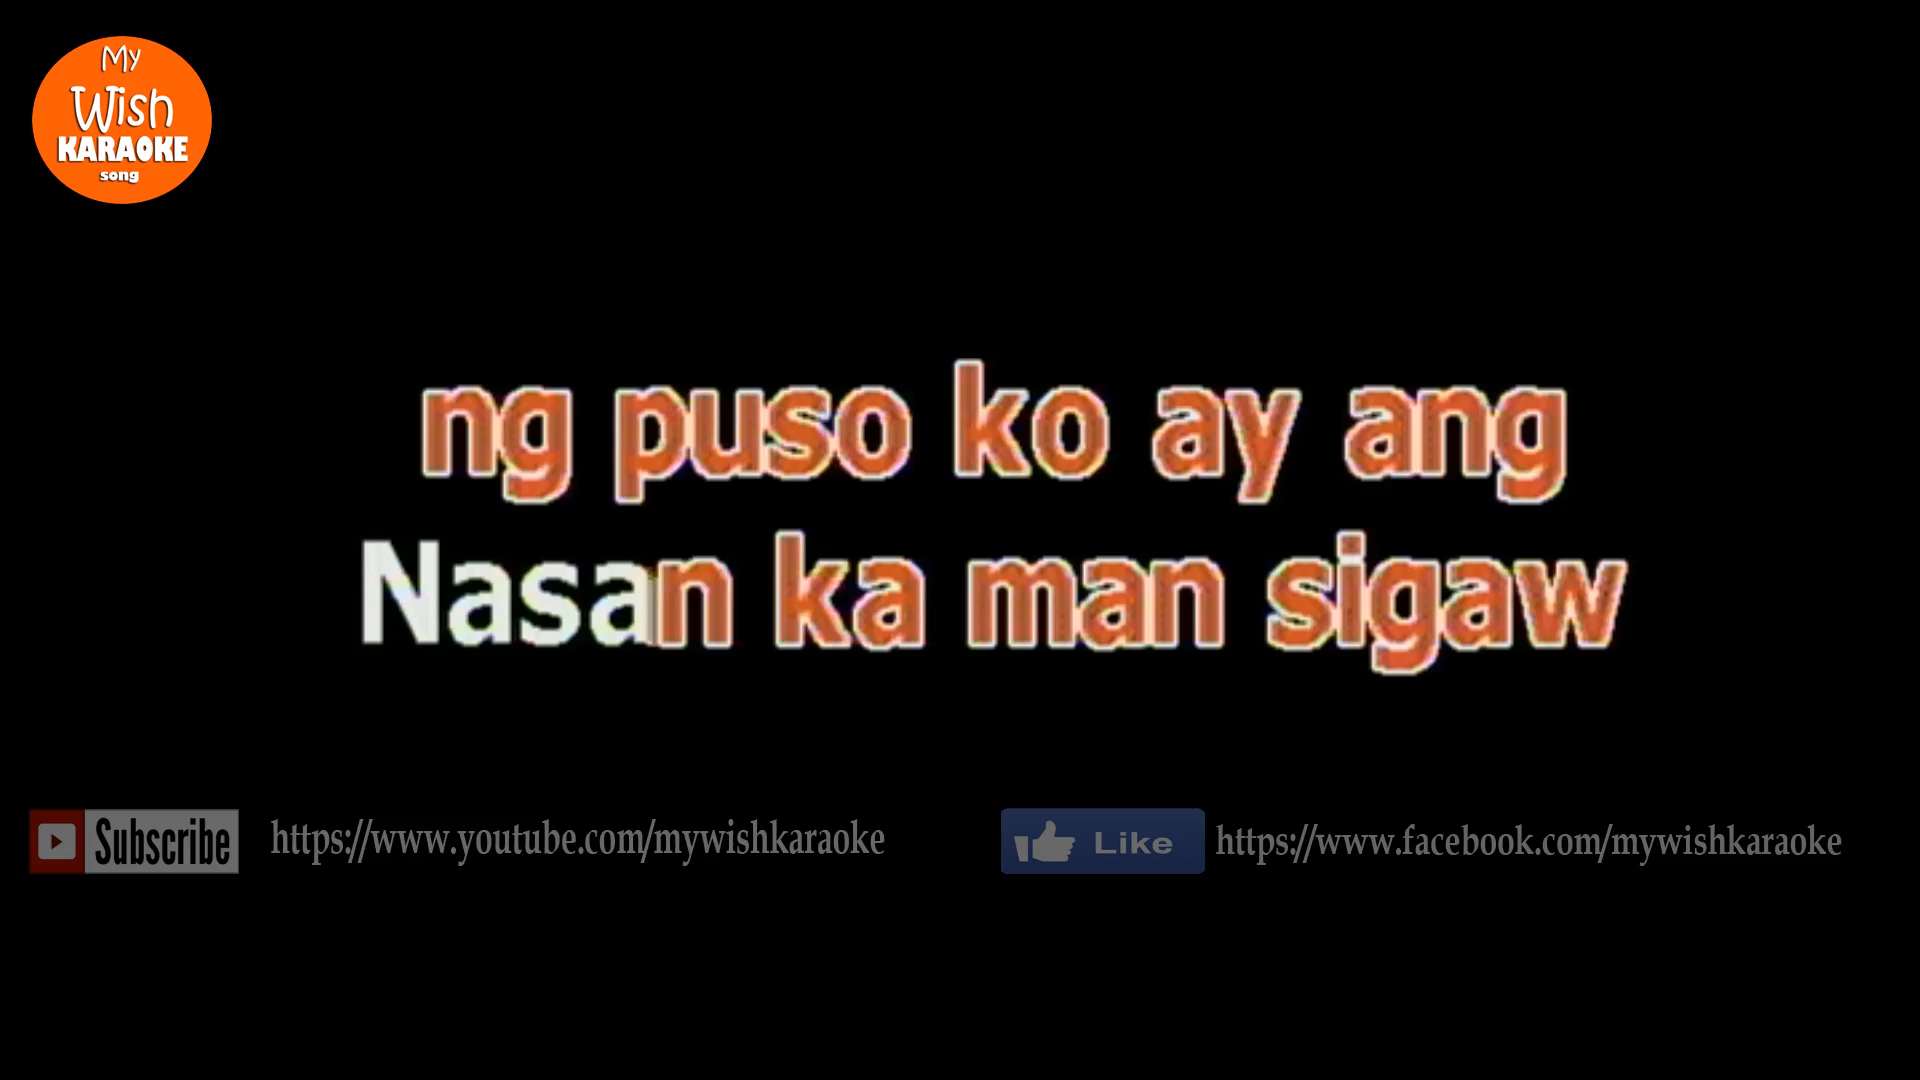 My
Wish
KARAOKE
song
ng puso ko ay ang
Nasan ka man sigaw
Subscribe https://www.youtube.com/mywishkaraoke
Like https://www.facebook.com/mywishkaraoke